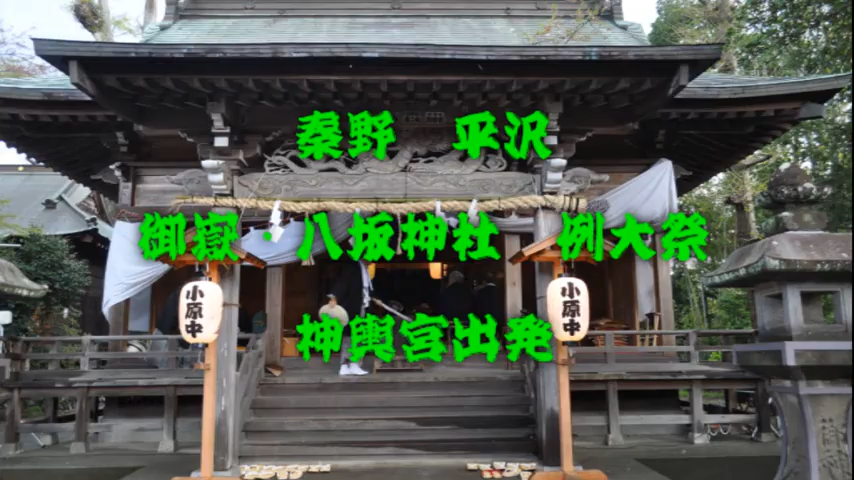 秦野　平沢
御嶽・八坂神社　例大祭
神輿宮出発
小原中
小原中